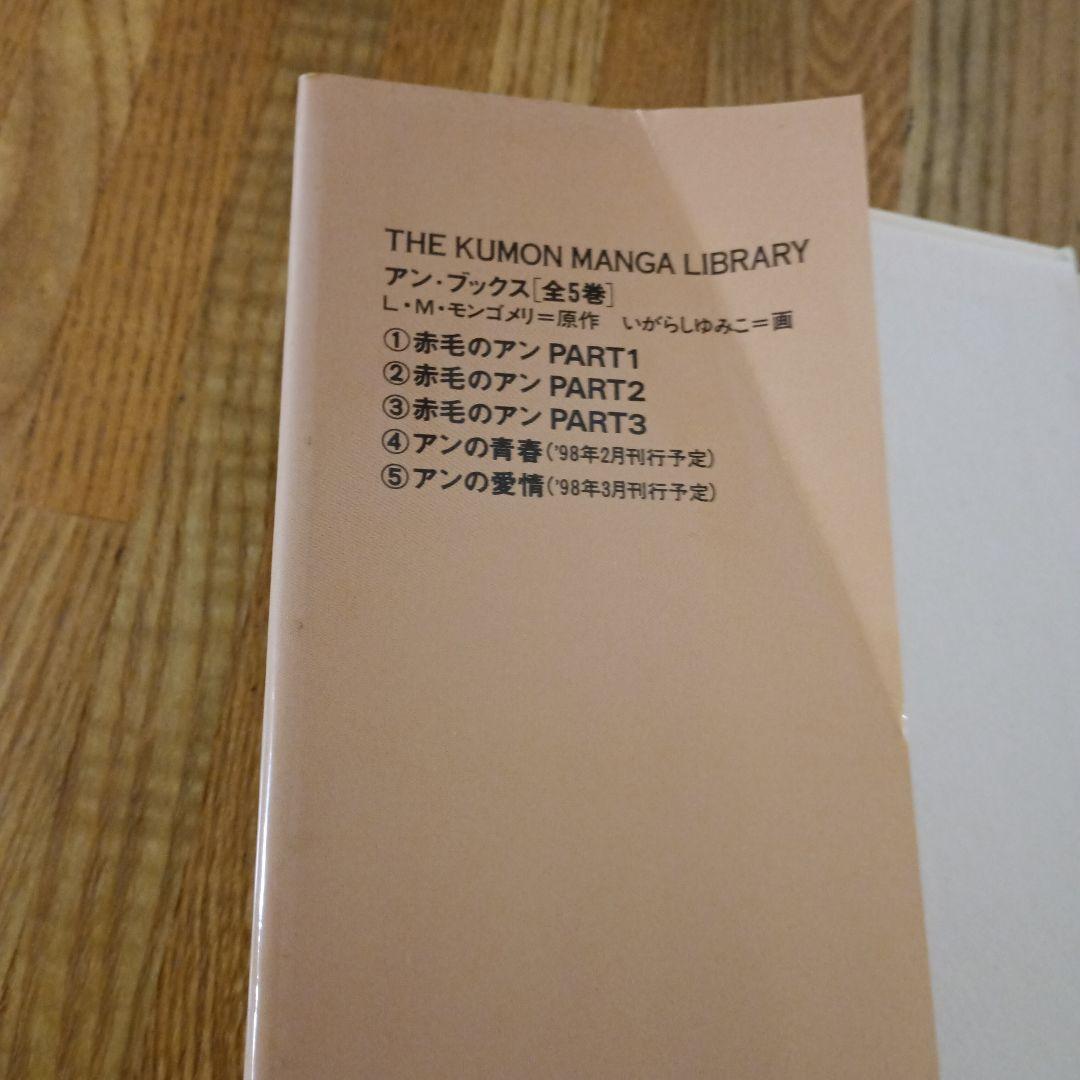 THE KUMON MANGA LIBRARY
アン・ブックス[全5巻]
L・M・モンゴメリ=原作 いがらしゆみこ=画
①赤毛のアン PART1
②赤毛のアン PART2
③赤毛のアン PART3
④アンの青春('98年2月刊行予定)
⑤アンの愛情('98年3月刊行予定)